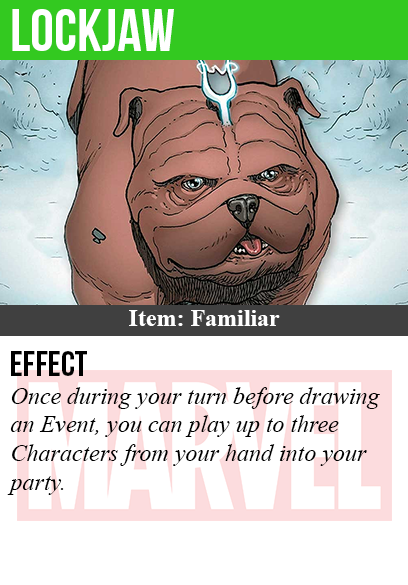 LOCKJAW
Item: Familiar
EFFECT
Once during your turn before drawing
an Event, you can play up to three
Characters from your hand into your
party.
MARVEL